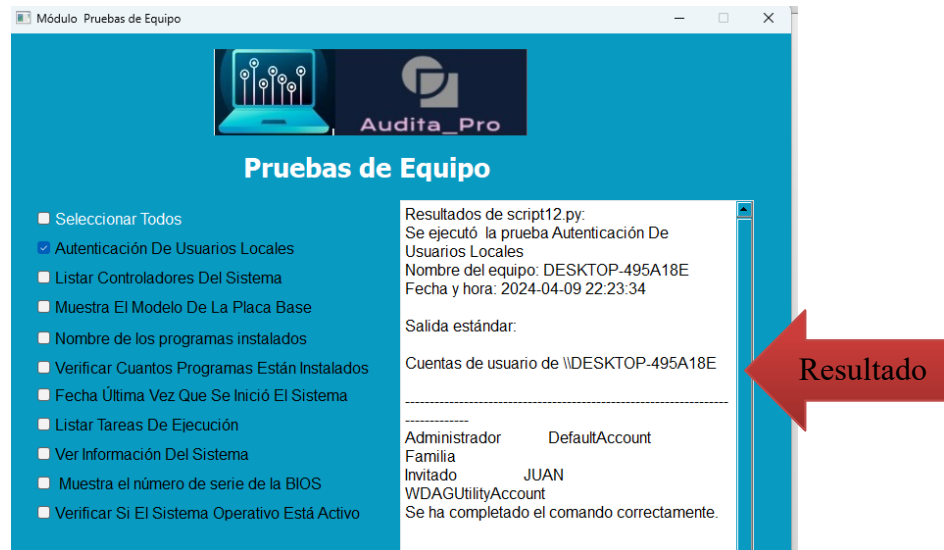 Módulo Pruebas de Equipo
Audita_Pro
Pruebas de Equipo
Seleccionar Todos
Autenticación De Usuarios Locales
Listar Controladores Del Sistema
Muestra El Modelo De La Placa Base
Nombre de los programas instalados
Verificar Cuantos Programas Están Instalados
Fecha Última Vez Que Se Inició El Sistema
Listar Tareas De Ejecución
Ver Información Del Sistema
Muestra el número de serie de la BIOS
Verificar Si El Sistema Operativo Está Activo
Resultados de script12.py:
Se ejecutó la prueba Autenticación De
Usuarios Locales
Nombre del equipo: DESKTOP-495A18E
Fecha y hora: 2024-04-09 22:23:34
Salida estándar:
Cuentas de usuario de \\DESKTOP-495A18E
-------------------------------------------------------------------
-------------
Administrador DefaultAccount
Familia
Invitado JUAN
WDAGUtilityAccount
Se ha completado el comando correctamente.
Resultado